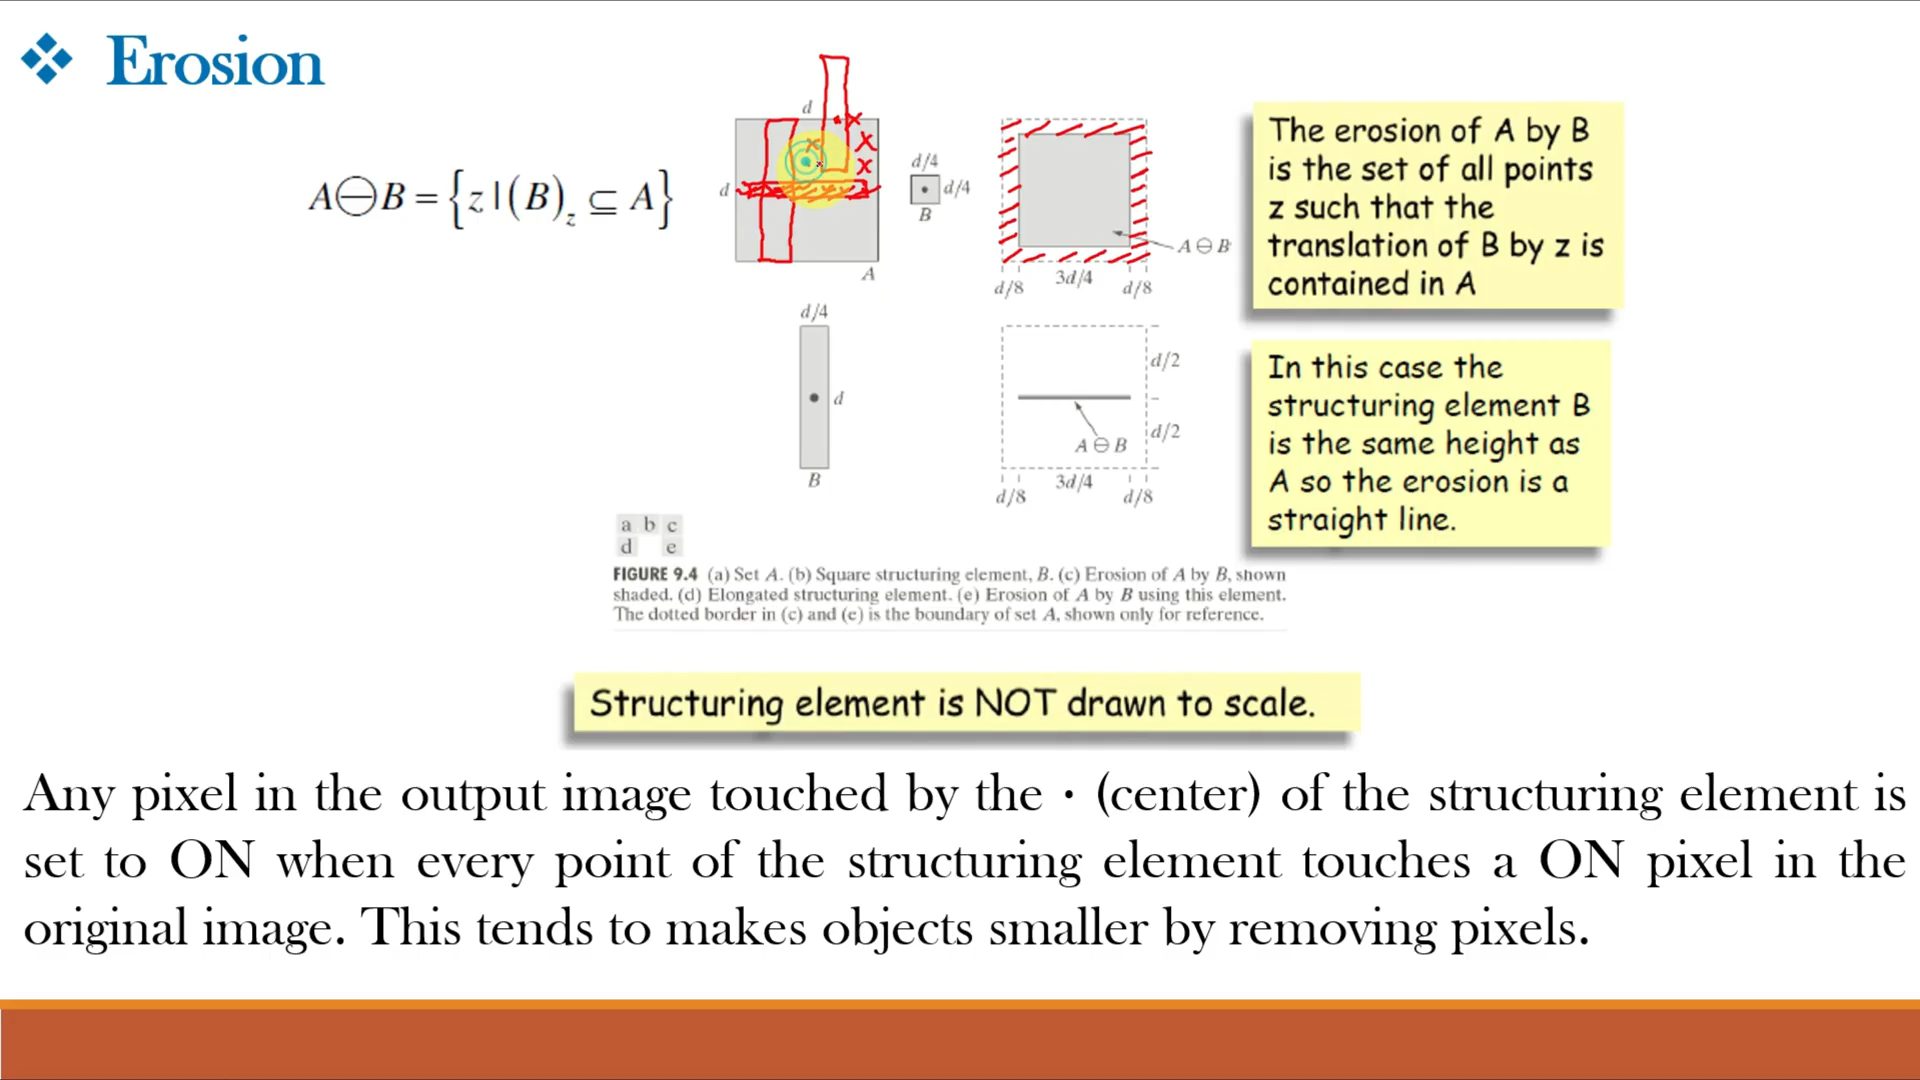 ❖ Erosion
A⊖B = {z | (B)z ⊆ A}
d
d
A
d/4
d/4
B
A ⊖ B
d/8 3d/4 d/8
The erosion of A by B
is the set of all points
z such that the
translation of B by z is
contained in A
d/4
d
B
d/2
d/2
A ⊖ B
d/8 3d/4 d/8
In this case the
structuring element B
is the same height as
A so the erosion is a
straight line.
a b c
d e
FIGURE 9.4 (a) Set A. (b) Square structuring element, B. (c) Erosion of A by B, shown
shaded. (d) Elongated structuring element. (e) Erosion of A by B using this element.
The dotted border in (c) and (e) is the boundary of set A, shown only for reference.
Structuring element is NOT drawn to scale.
Any pixel in the output image touched by the · (center) of the structuring element is
set to ON when every point of the structuring element touches a ON pixel in the
original image. This tends to makes objects smaller by removing pixels.